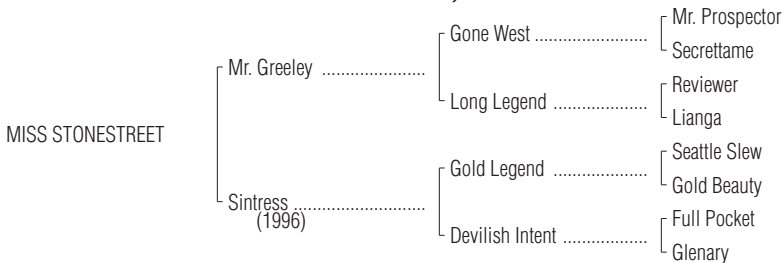 Mr. Prospector
Gone West ........................
Secrettame
Mr. Greeley ......................
Reviewer
Long Legend ....................
Lianga
MISS STONESTREET
Seattle Slew
Gold Legend ....................
Gold Beauty
Sintress ............................
(1996)
Full Pocket
Devilish Intent ..................
Glenary